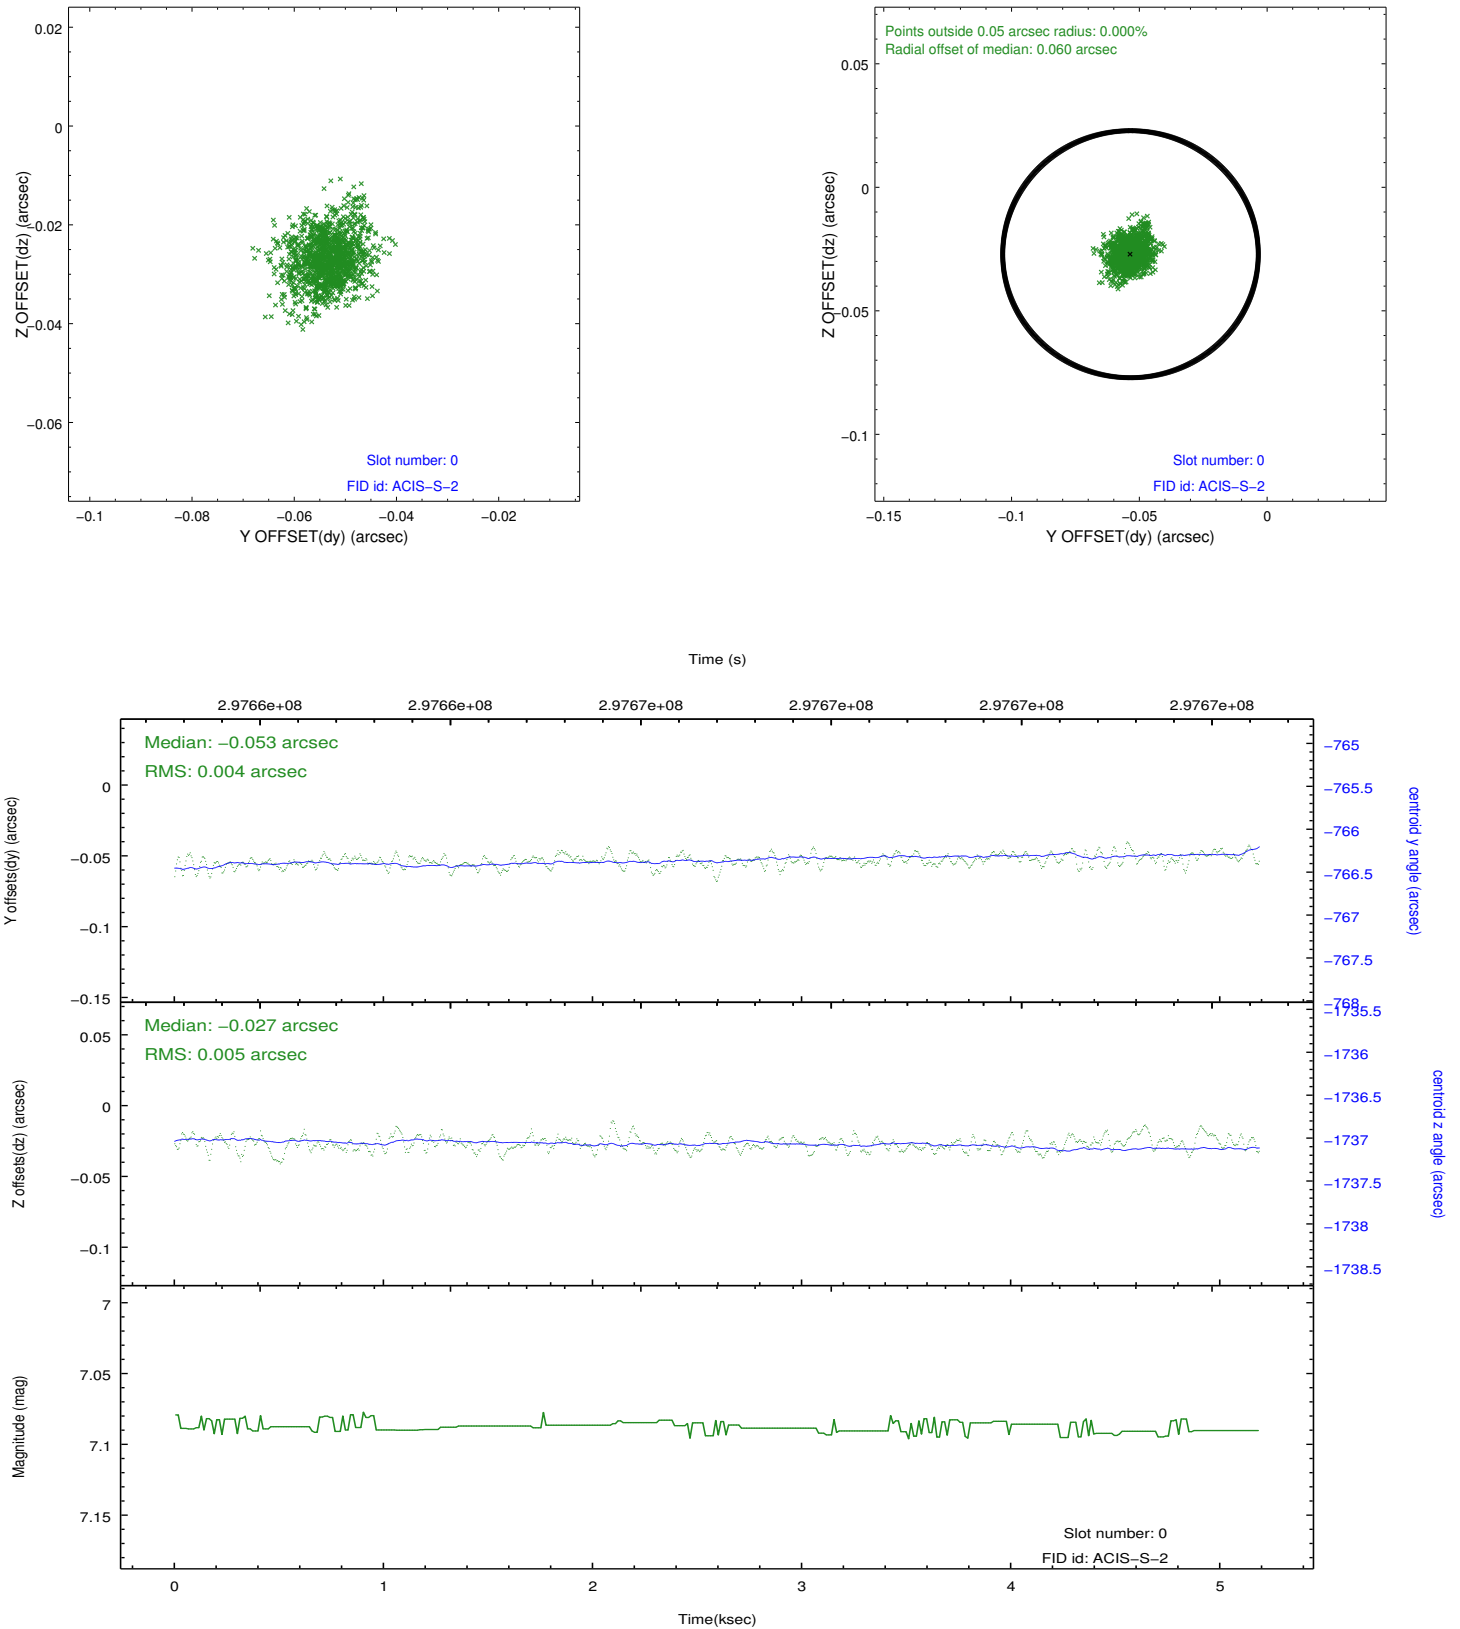 0.02
0
−0.02
−0.04
−0.06
Z OFFSET(dz) (arcsec)
Slot number: 0
FID id: ACIS−S−2
−0.1
−0.08
−0.06
−0.04
−0.02
Y OFFSET(dy) (arcsec)
Points outside 0.05 arcsec radius: 0.000%
Radial offset of median: 0.060 arcsec
0.05
0
−0.05
−0.1
Z OFFSET(dz) (arcsec)
Slot number: 0
FID id: ACIS−S−2
−0.15
−0.1
−0.05
0
Y OFFSET(dy) (arcsec)
Time (s)
2.9766e+08
2.9766e+08
2.9767e+08
2.9767e+08
2.9767e+08
2.9767e+08
Median: −0.053 arcsec
RMS: 0.004 arcsec
0
−0.05
−0.1
−0.15
Y offsets(dy) (arcsec)
−765
−765.5
−766
−766.5
−767
−767.5
−768
centroid y angle (arcsec)
Median: −0.027 arcsec
RMS: 0.005 arcsec
0.05
0
−0.05
−0.1
Z offsets(dz) (arcsec)
−1735.5
−1736
−1736.5
−1737
−1737.5
−1738
−1738.5
centroid z angle (arcsec)
7
7.05
7.1
7.15
Magnitude (mag)
Slot number: 0
FID id: ACIS−S−2
0
1
2
3
4
5
Time(ksec)